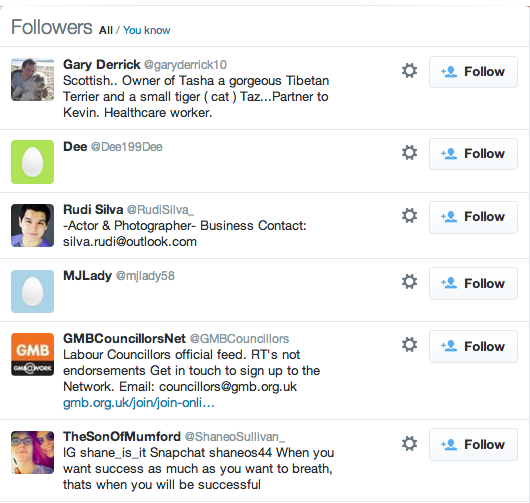 Followers All / You know
Gary Derrick @garyderrick10
Follow
Scottish.. Owner of Tasha a gorgeous Tibetan
Terrier and a small tiger ( cat ) Taz...Partner to
Kevin. Healthcare worker.
Dee @Dee199Dee
Follow
Rudi Silva @RudiSilva_
Follow
-Actor & Photographer- Business Contact:
silva.rudi@outlook.com
MJLady @mjlady58
Follow
GMBCouncillorsNet @GMBCouncillors
Follow
GMB
GMB@WORK
Labour Councillors official feed. RT's not
endorsements Get in touch to sign up to the
Network. Email: councillors@gmb.org.uk
gmb.org.uk/join/join-onli...
TheSonOfMumford @ShaneoSullivan_
Follow
IG shane_is_it Snapchat shaneos44 When you
want success as much as you want to breath,
thats when you will be successful